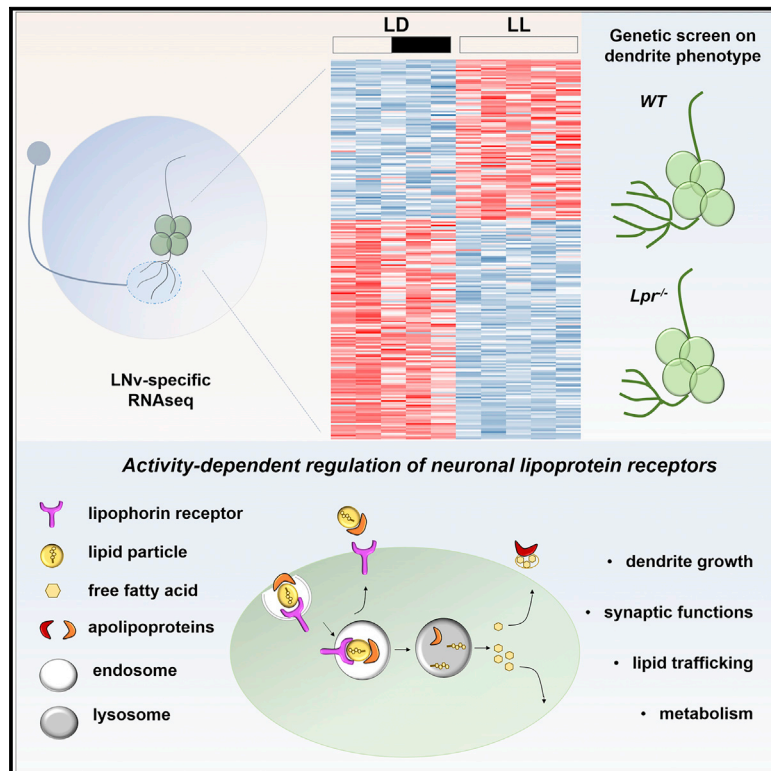 LD
LL
Genetic screen on
dendrite phenotype
WT
Lpr-/-
LNv-specific
RNAseq
Activity-dependent regulation of neuronal lipoprotein receptors
lipophorin receptor
lipid particle
free fatty acid
apolipoproteins
endosome
lysosome
• dendrite growth
• synaptic functions
• lipid trafficking
• metabolism